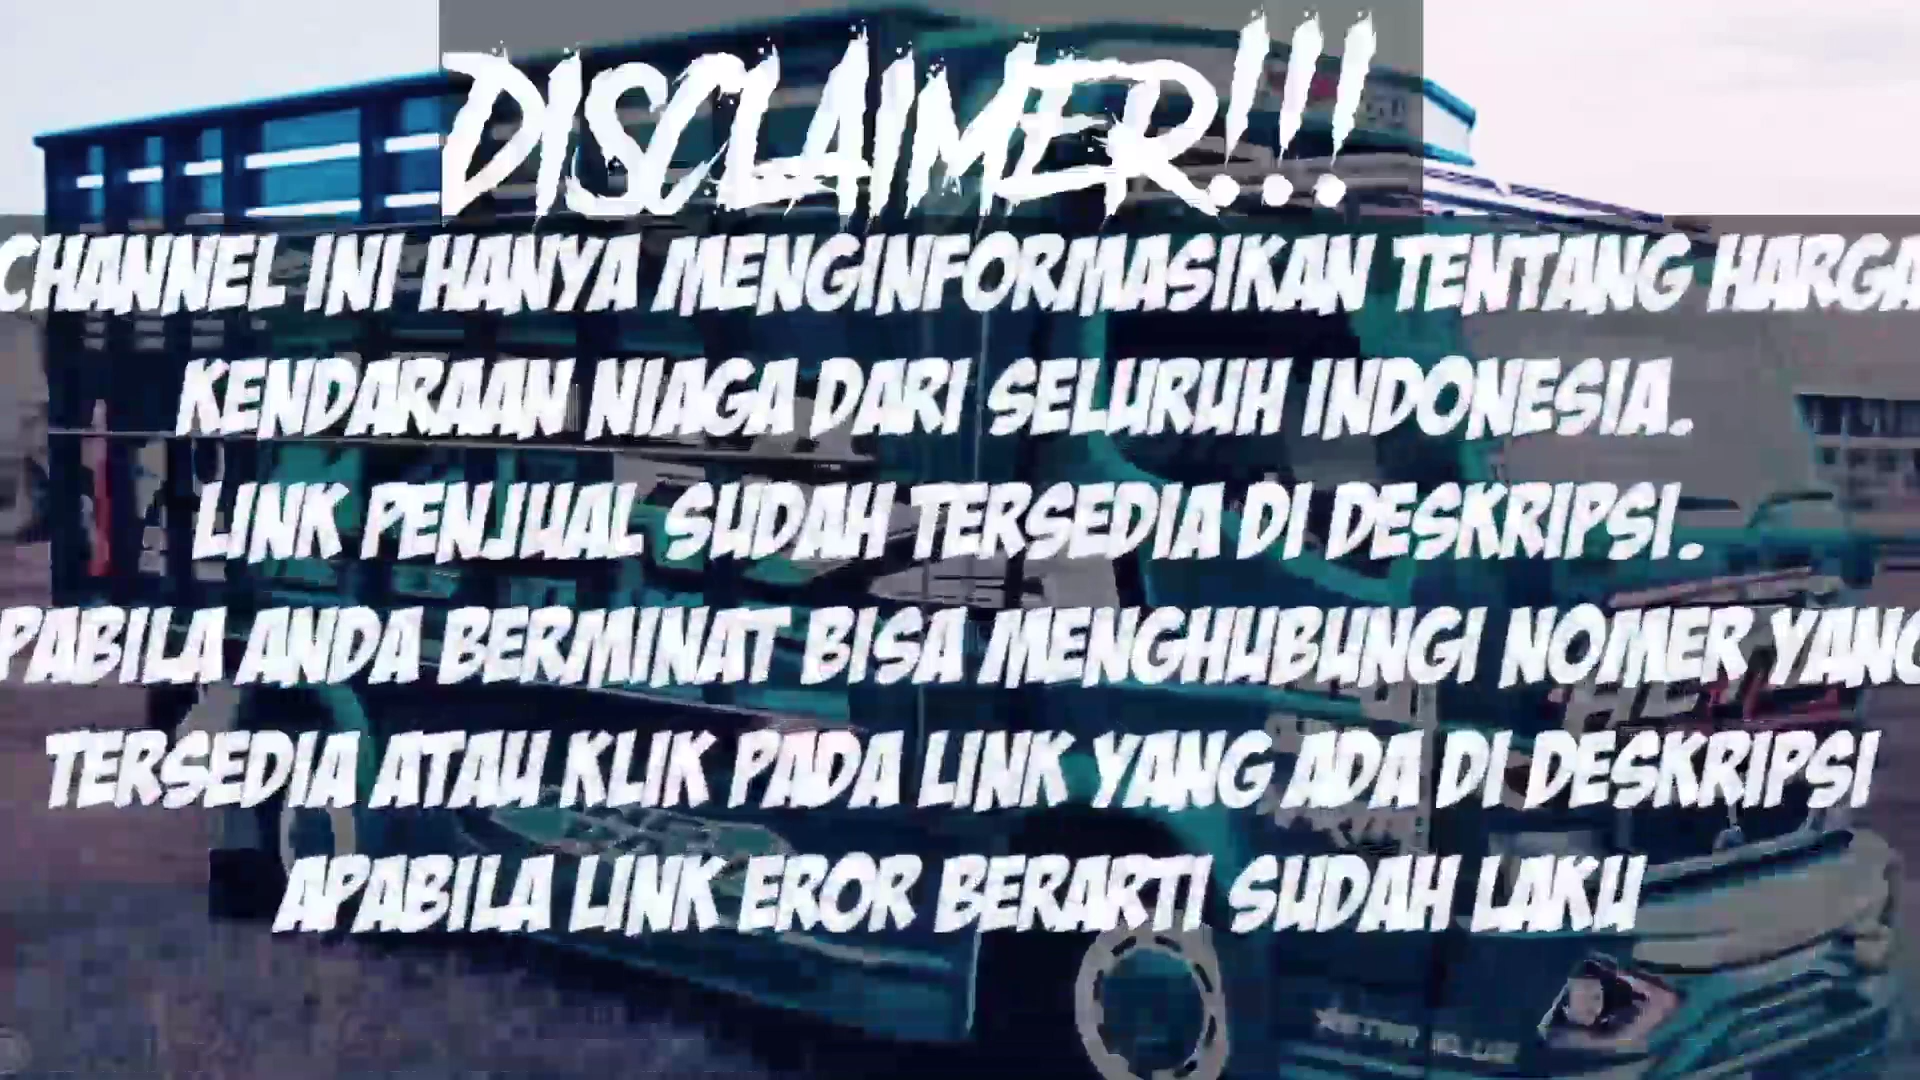 DISCLAIMER!!!
CHANNEL INI HANYA MENGINFORMASIKAN TENTANG HARGA
KENDARAAN NIAGA DARI SELURUH INDONESIA.
LINK PENJUAL SUDAH TERSEDIA DI DESKRIPSI.
PABILA ANDA BERMINAT BISA MENGHUBUNGI NOMER YANG
TERSEDIA ATAU KLIK PADA LINK YANG ADA DI DESKRIPSI
APABILA LINK EROR BERARTI SUDAH LAKU